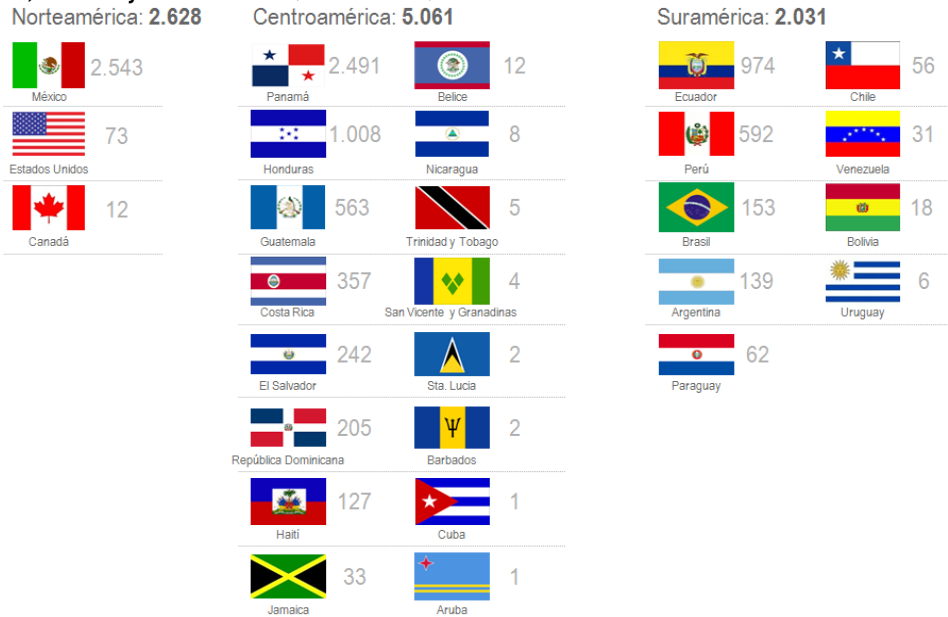 Norteamérica: 2.628
2.543
México
73
Estados Unidos
12
Canadá
Centroamérica: 5.061
2.491
Panamá
12
Belice
1.008
Honduras
8
Nicaragua
563
Guatemala
5
Trinidad y Tobago
357
Costa Rica
4
San Vicente y Granadinas
242
El Salvador
2
Sta. Lucia
205
República Dominicana
2
Barbados
127
Haití
1
Cuba
33
Jamaica
1
Aruba
Suramérica: 2.031
974
Ecuador
56
Chile
592
Perú
31
Venezuela
153
Brasil
18
Bolivia
139
Argentina
6
Uruguay
62
Paraguay